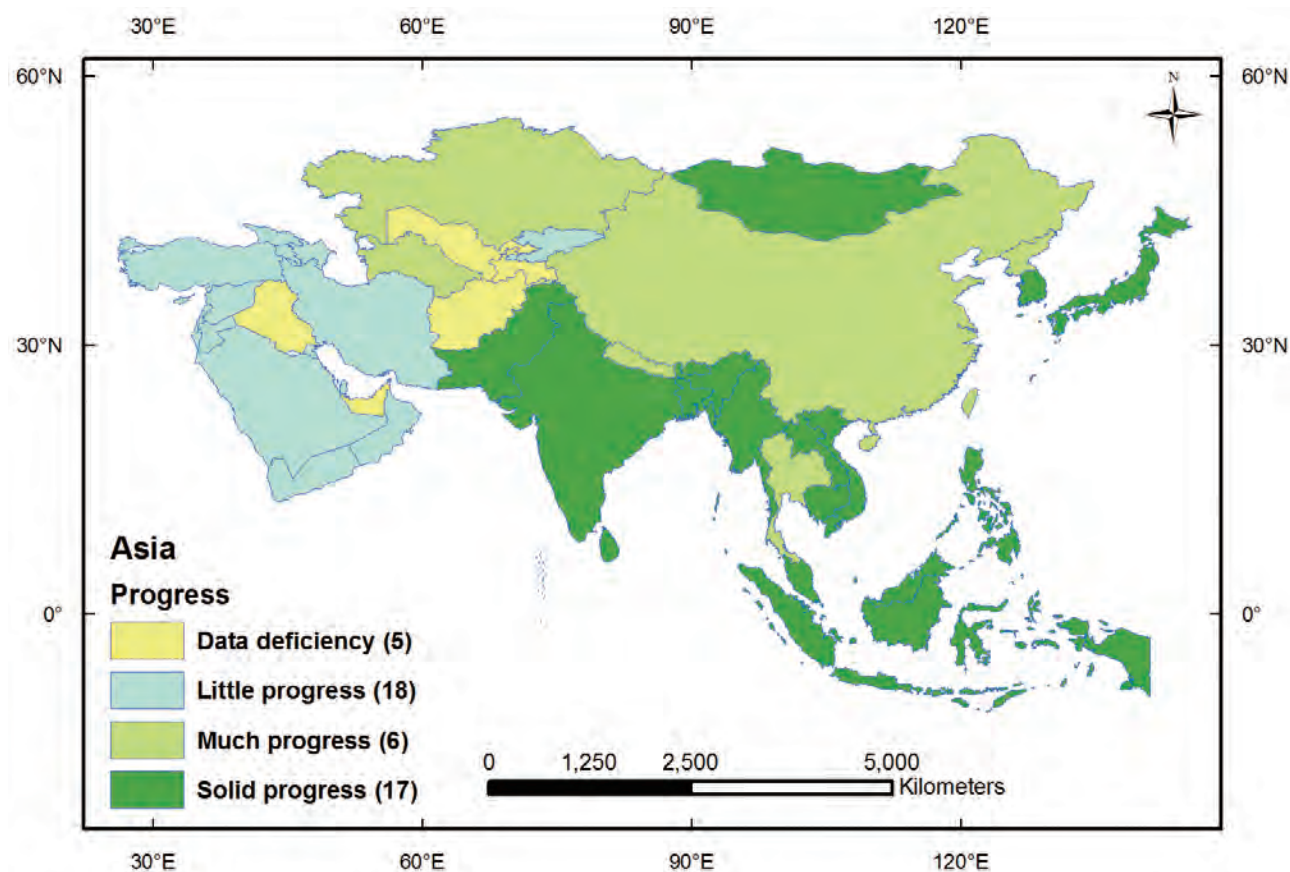 30°E 60°E 90°E 120°E
60°N 60°N
N
30°N 30°N
Asia
Progress
0° 0°
Data deficiency (5)
Little progress (18)
Much progress (6)
0 1,250 2,500 5,000
Kilometers
Solid progress (17)
30°E 60°E 90°E 120°E